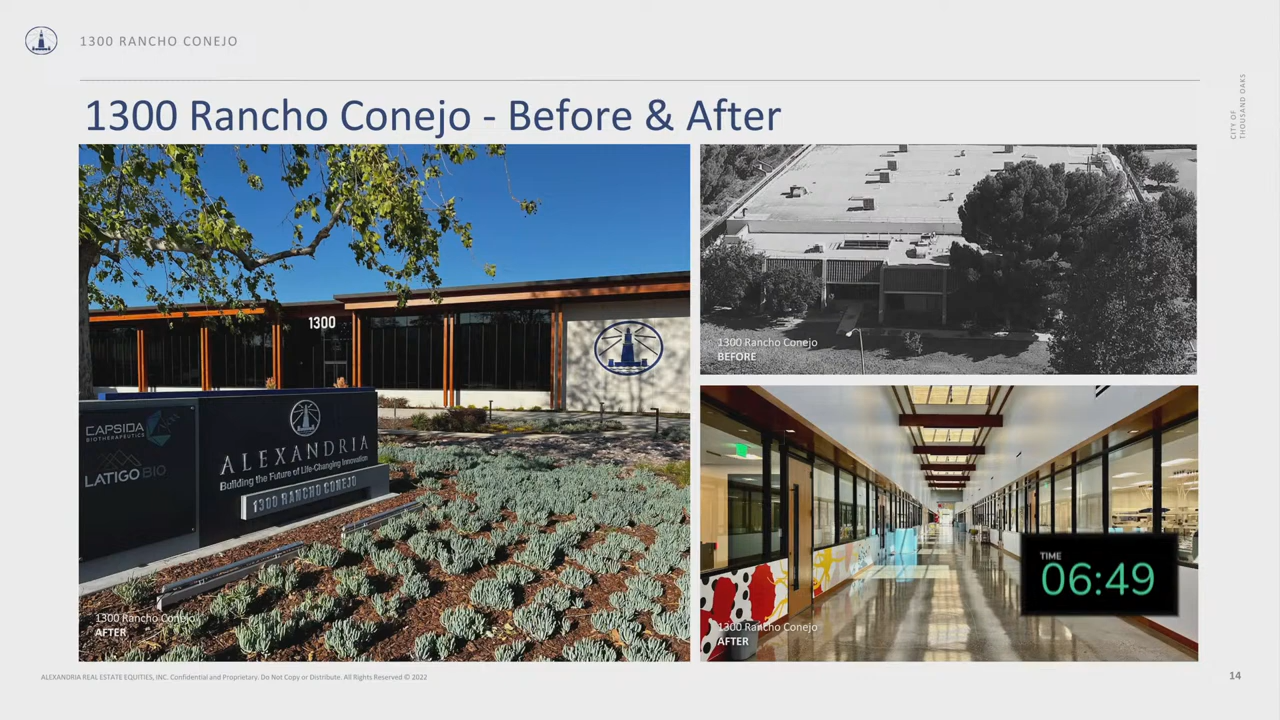 1300 RANCHO CONEJO
CITY OF
THOUSAND OAKS
1300 Rancho Conejo - Before & After
1300
CAPSIDA
BIOTHERAPEUTICS
LATIGO BIO
ALEXANDRIA
Building the Future of Life-Changing Innovation
1300 RANCHO CONEJO
1300 Rancho Conejo
AFTER
1300 Rancho Conejo
BEFORE
1300 Rancho Conejo
AFTER
TIME
06:49
ALEXANDRIA REAL ESTATE EQUITIES, INC. Confidential and Proprietary. Do Not Copy or Distribute. All Rights Reserved © 2022
14